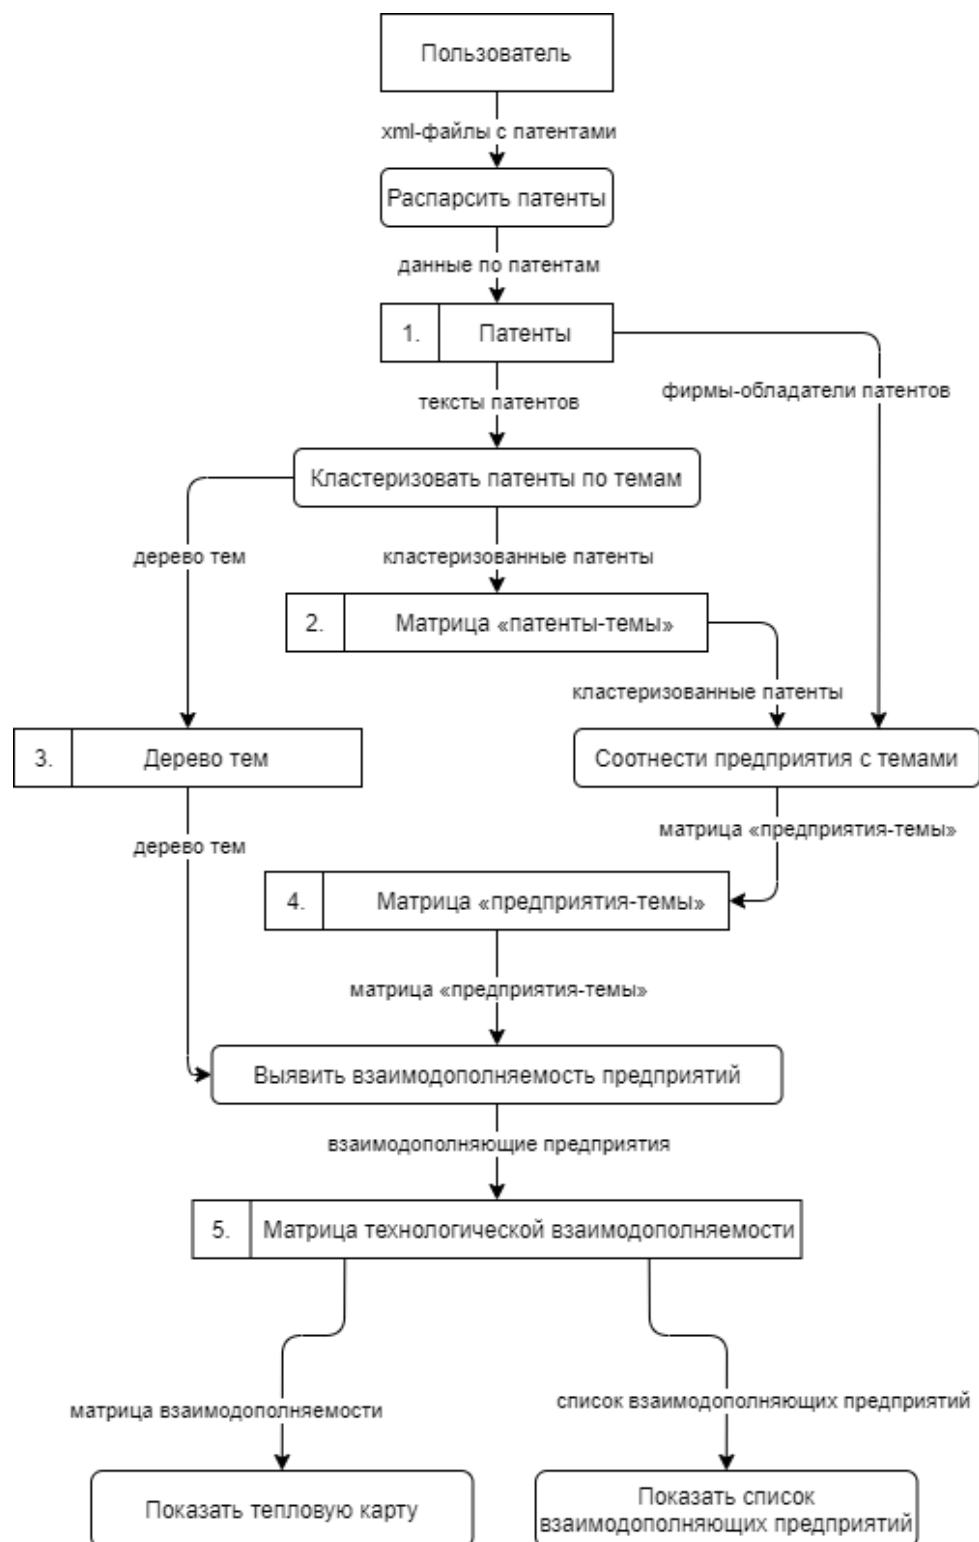 Пользователь
xml-файлы с патентами
Распарсить патенты
данные по патентам
1. Патенты
тексты патентов
фирмы-обладатели патентов
Кластеризовать патенты по темам
дерево тем
кластеризованные патенты
2. Матрица «патенты-темы»
кластеризованные патенты
3. Дерево тем
Соотнести предприятия с темами
дерево тем
матрица «предприятия-темы»
4. Матрица «предприятия-темы»
матрица «предприятия-темы»
Выявить взаимодополняемость предприятий
взаимодополняющие предприятия
5. Матрица технологической взаимодополняемости
матрица взаимодополняемости
список взаимодополняющих предприятий
Показать тепловую карту
Показать список
взаимодополняющих предприятий